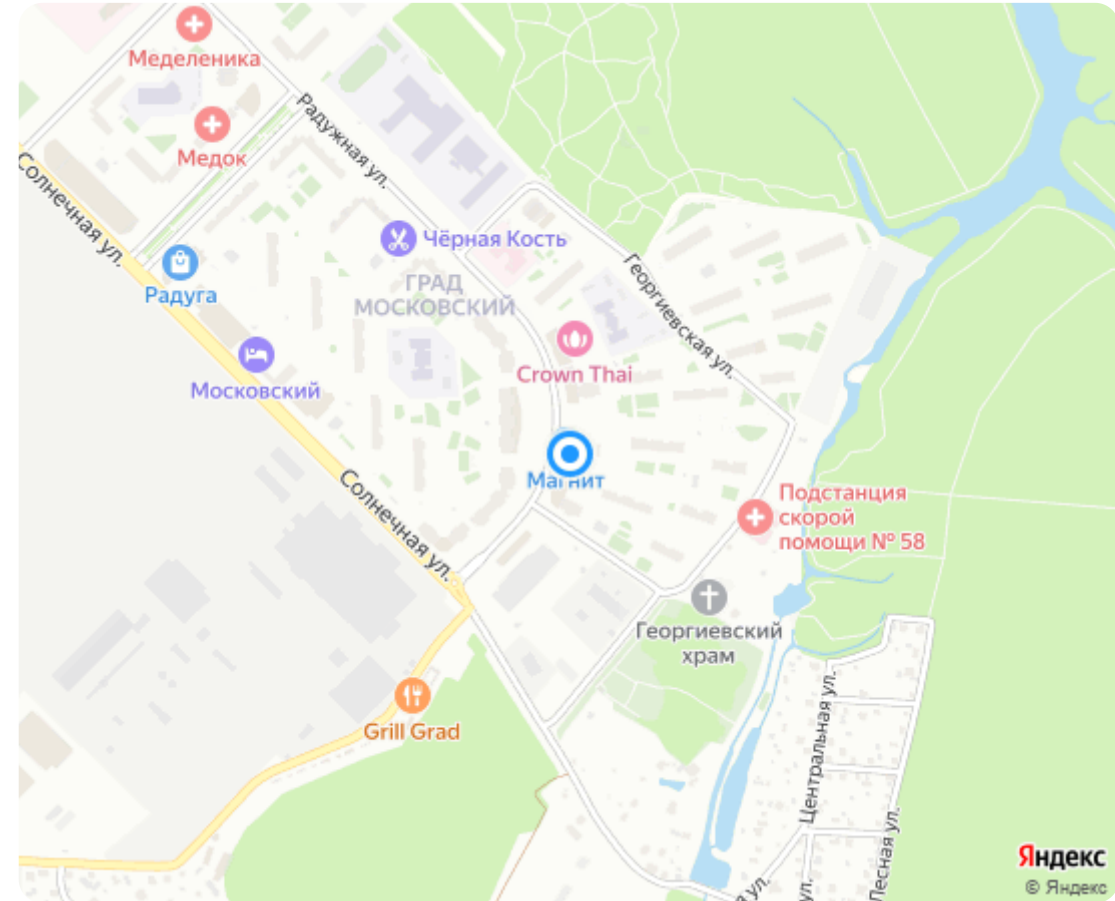 Меделеника
Медок
Радужная ул.
Солнечная ул.
Чёрная Кость
Радуга
ГРАД
МОСКОВСКИЙ
Георгиевская ул.
Crown Thai
Московский
Магнит
Солнечная ул.
Подстанция
скорой
помощи № 58
Георгиевский
храм
Grill Grad
Центральная ул.
Лесная ул.
Яндекс
© Яндекс